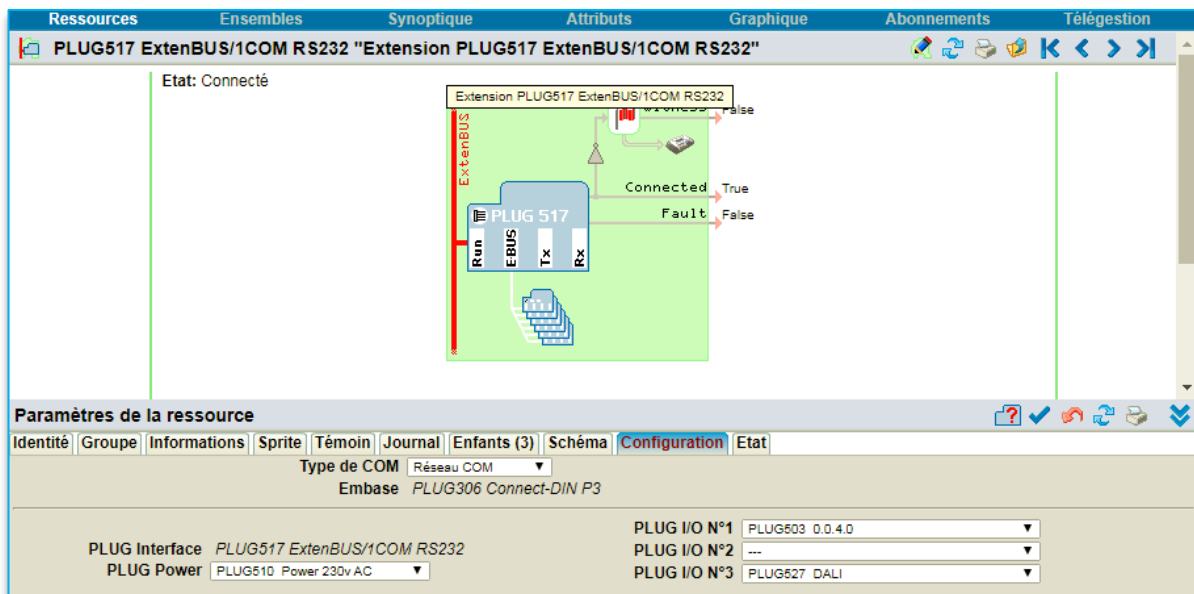 Ressources Ensembles Synoptique Attributs Graphique Abonnements Télégestion
PLUG517 ExtenBUS/1COM RS232 "Extension PLUG517 ExtenBUS/1COM RS232"
Etat: Connecté
Extension PLUG517 ExtenBUS/1COM RS232
False
ExtenBUS
Connected True
Fault False
PLUG 517
Run E-BUS Tx Rx
Paramètres de la ressource
Identité Groupe Informations Sprite Témoin Journal Enfants (3) Schéma Configuration Etat
Type de COM Réseau COM
Embase PLUG306 Connect-DIN P3
PLUG I/O N°1 PLUG503 0.0.4.0
PLUG Interface PLUG517 ExtenBUS/1COM RS232
PLUG I/O N°2 ---
PLUG Power PLUG510 Power 230v AC
PLUG I/O N°3 PLUG527 DALI